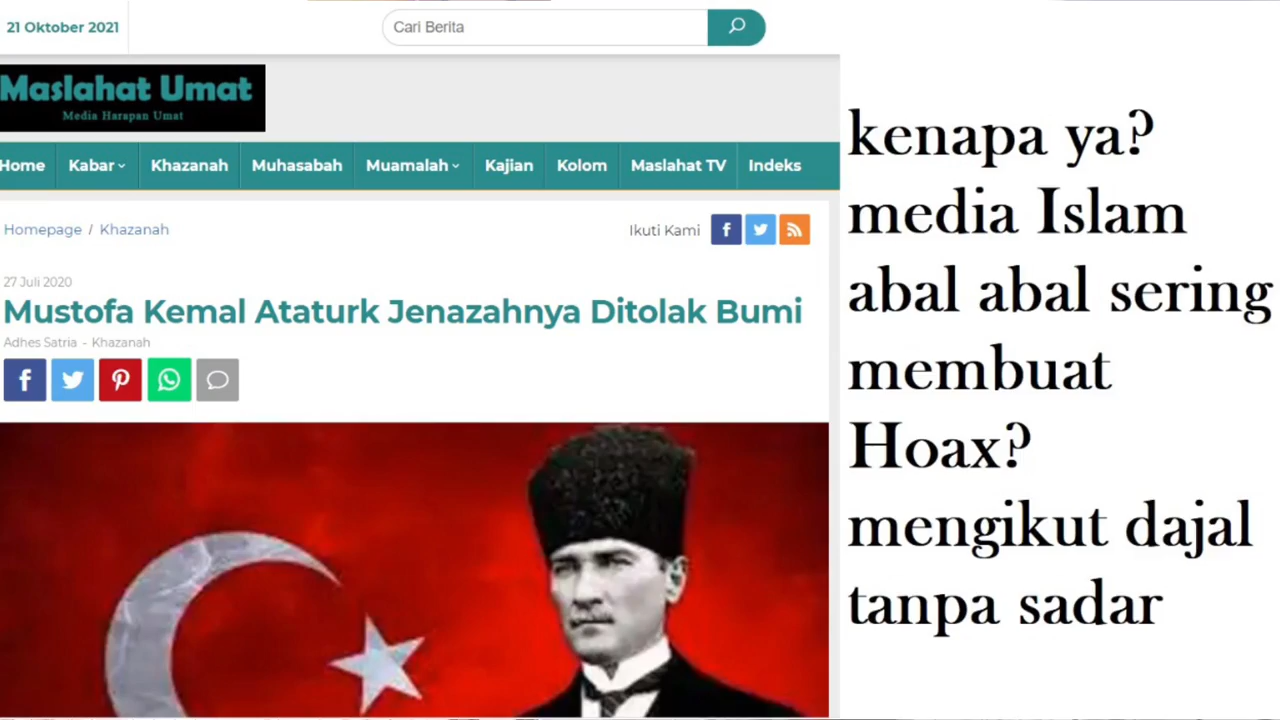 21 Oktober 2021
Cari Berita
Maslahat Umat
Media Harapan Umat
Home Kabar Khazanah Muhasabah Muamalah Kajian Kolom Maslahat TV Indeks
Homepage / Khazanah
Ikuti Kami
27 Juli 2020
Mustofa Kemal Ataturk Jenazahnya Ditolak Bumi
Adhes Satria - Khazanah
kenapa ya?
media Islam
abal abal sering
membuat
Hoax?
mengikut dajal
tanpa sadar